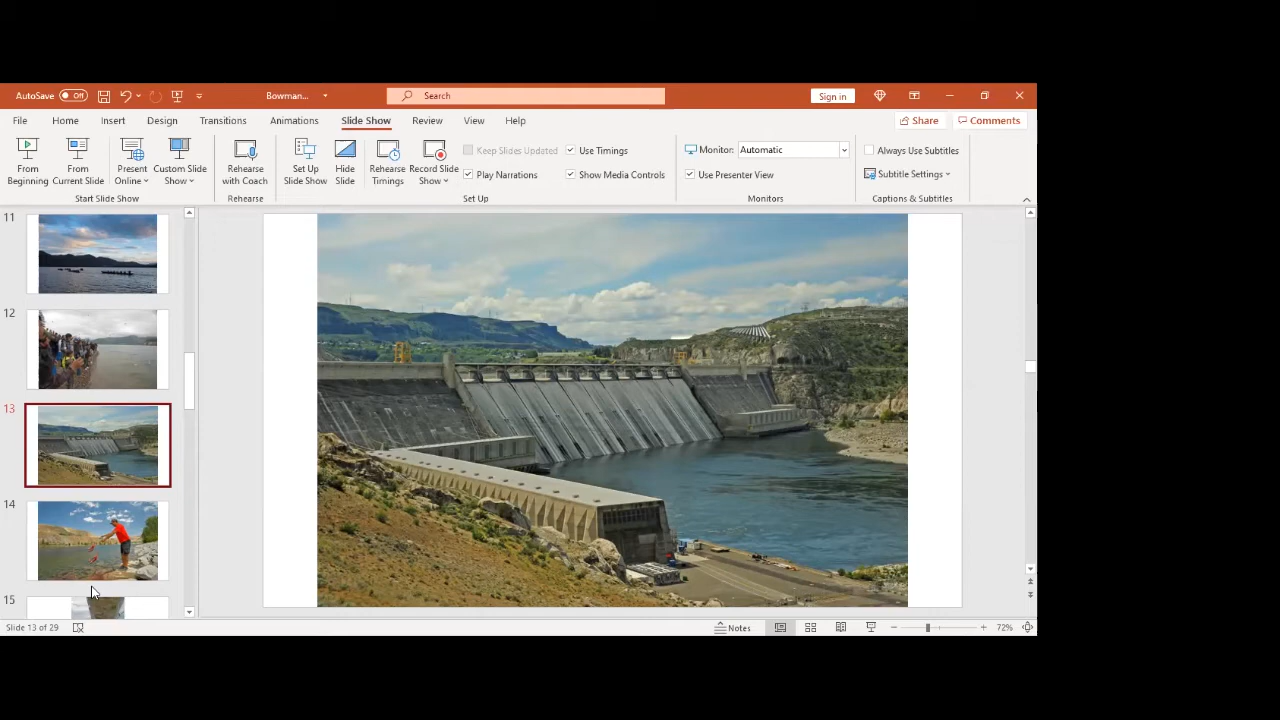 AutoSave Off Bowman... Search Sign in
File Home Insert Design Transitions Animations Slide Show Review View Help Share Comments
From Beginning
From Current Slide
Present Online
Custom Slide Show
Start Slide Show
Rehearse with Coach
Rehearse
Set Up Slide Show
Hide Slide
Rehearse Timings
Record Slide Show
Keep Slides Updated
Play Narrations
Use Timings
Show Media Controls
Set Up
Monitor: Automatic
Use Presenter View
Monitors
Always Use Subtitles
Subtitle Settings
Captions & Subtitles
11
12
13
14
15
Slide 13 of 29 Notes 72%